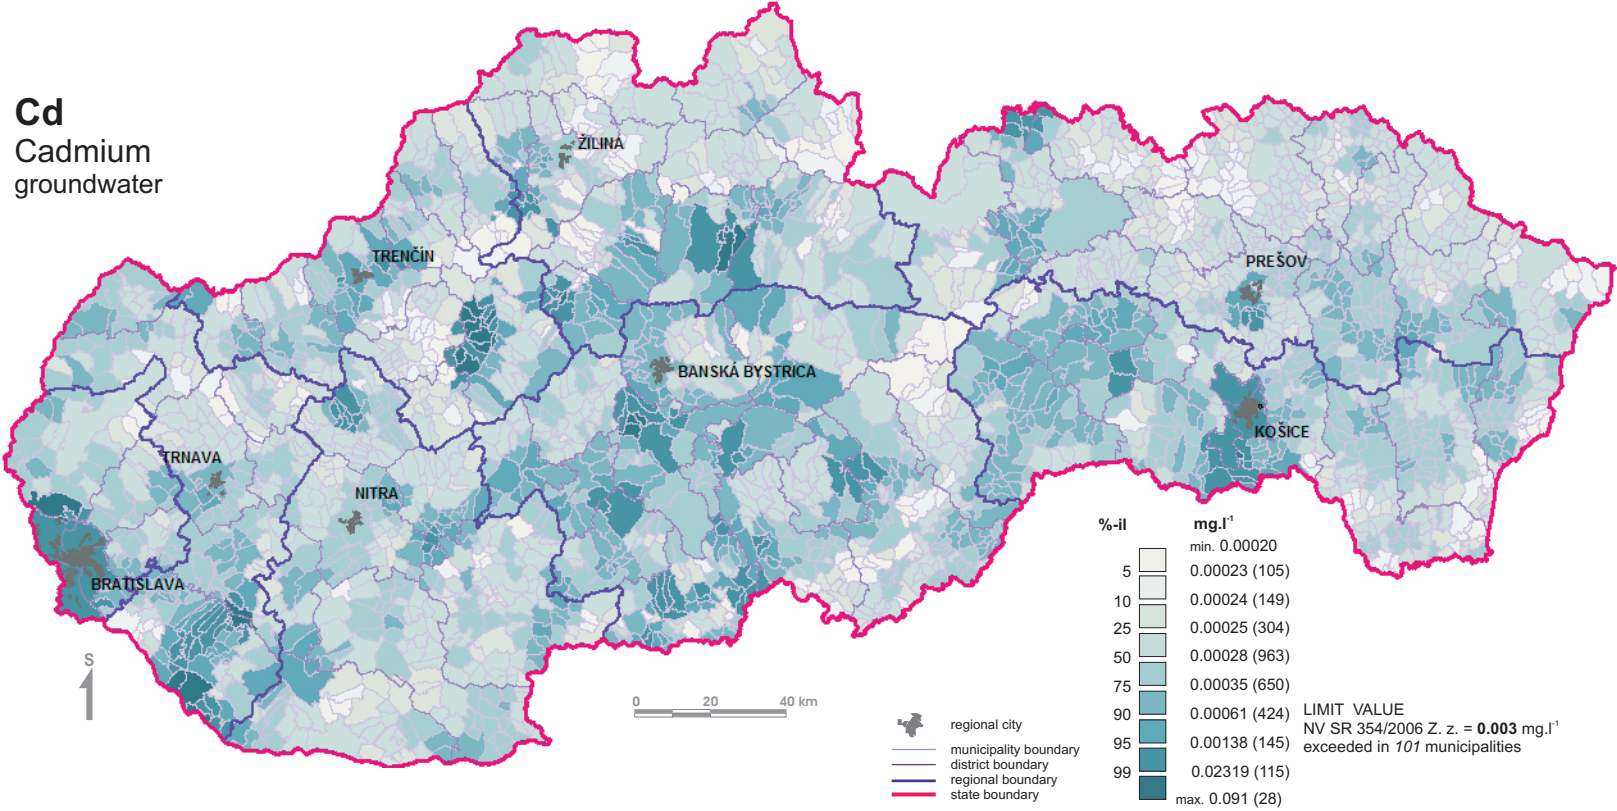 Cd
Cadmium
groundwater
ŽILINA
TRENČÍN
PREŠOV
BANSKÁ BYSTRICA
KOŠICE
TRNAVA
NITRA
BRATISLAVA
S
0 20 40 km
regional city
municipality boundary
district boundary
regional boundary
state boundary
%-il mg.l-1
min. 0.00020
5 0.00023 (105)
10 0.00024 (149)
25 0.00025 (304)
50 0.00028 (963)
75 0.00035 (650)
90 0.00061 (424)
95 0.00138 (145)
99 0.02319 (115)
max. 0.091 (28)
LIMIT VALUE
NV SR 354/2006 Z. z. = 0.003 mg.l-1
exceeded in 101 municipalities